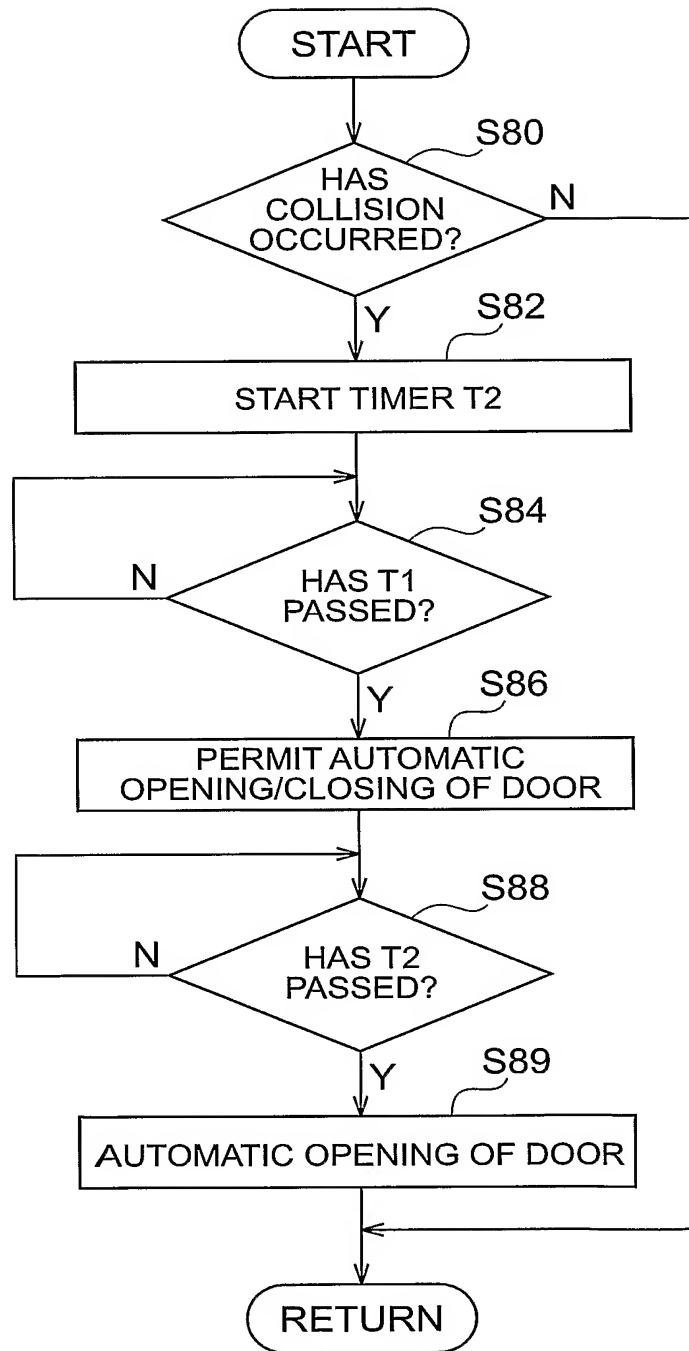 START
S80
HAS
COLLISION
OCCURRED?
N
Y
S82
START TIMER T2
S84
N
HAS T1
PASSED?
Y
S86
PERMIT AUTOMATIC
OPENING/CLOSING OF DOOR
S88
N
HAS T2
PASSED?
Y
S89
AUTOMATIC OPENING OF DOOR
RETURN